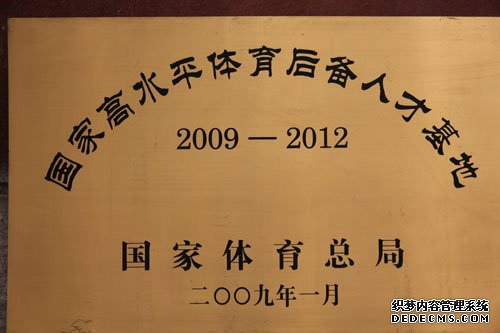 国家高水平体育后备人才基地
2009 — 2012
国家体育总局
二〇〇九年一月
织梦内容管理系统
DEDECMS.COM